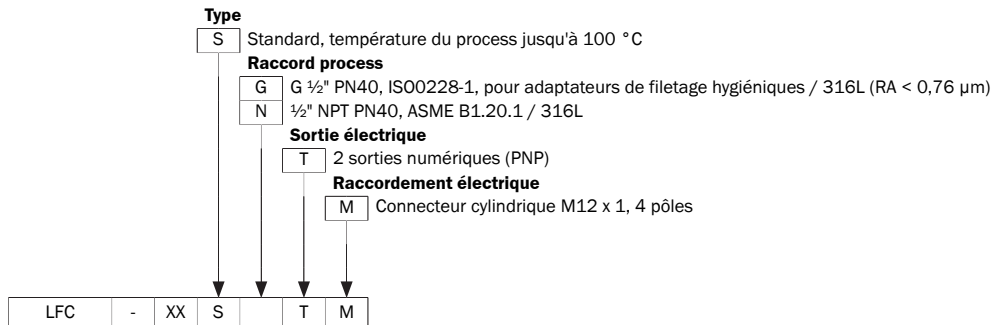 Type
S Standard, température du process jusqu'à 100 °C
Raccord process
G G ½" PN40, ISO0228-1, pour adaptateurs de filetage hygiéniques / 316L (RA < 0,76 µm)
N ½" NPT PN40, ASME B1.20.1 / 316L
Sortie électrique
T 2 sorties numériques (PNP)
Raccordement électrique
M Connecteur cylindrique M12 x 1, 4 pôles
LFC - XX S T M